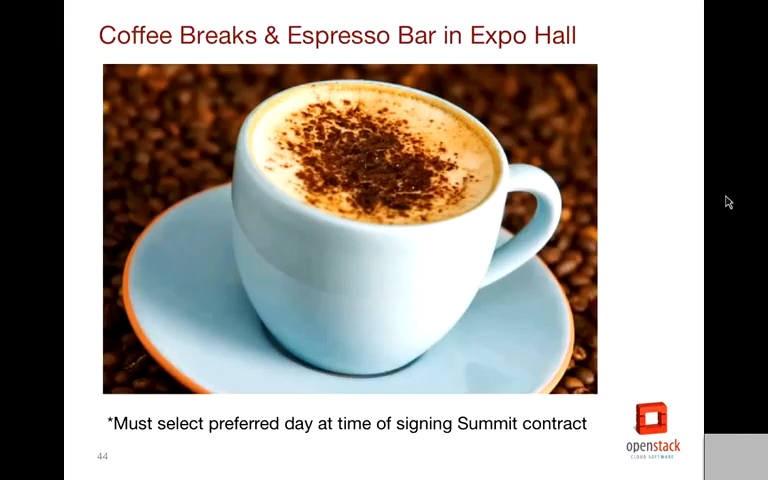 Coffee Breaks & Espresso Bar in Expo Hall
*Must select preferred day at time of signing Summit contract
openstack
CLOUD SOFTWARE
44